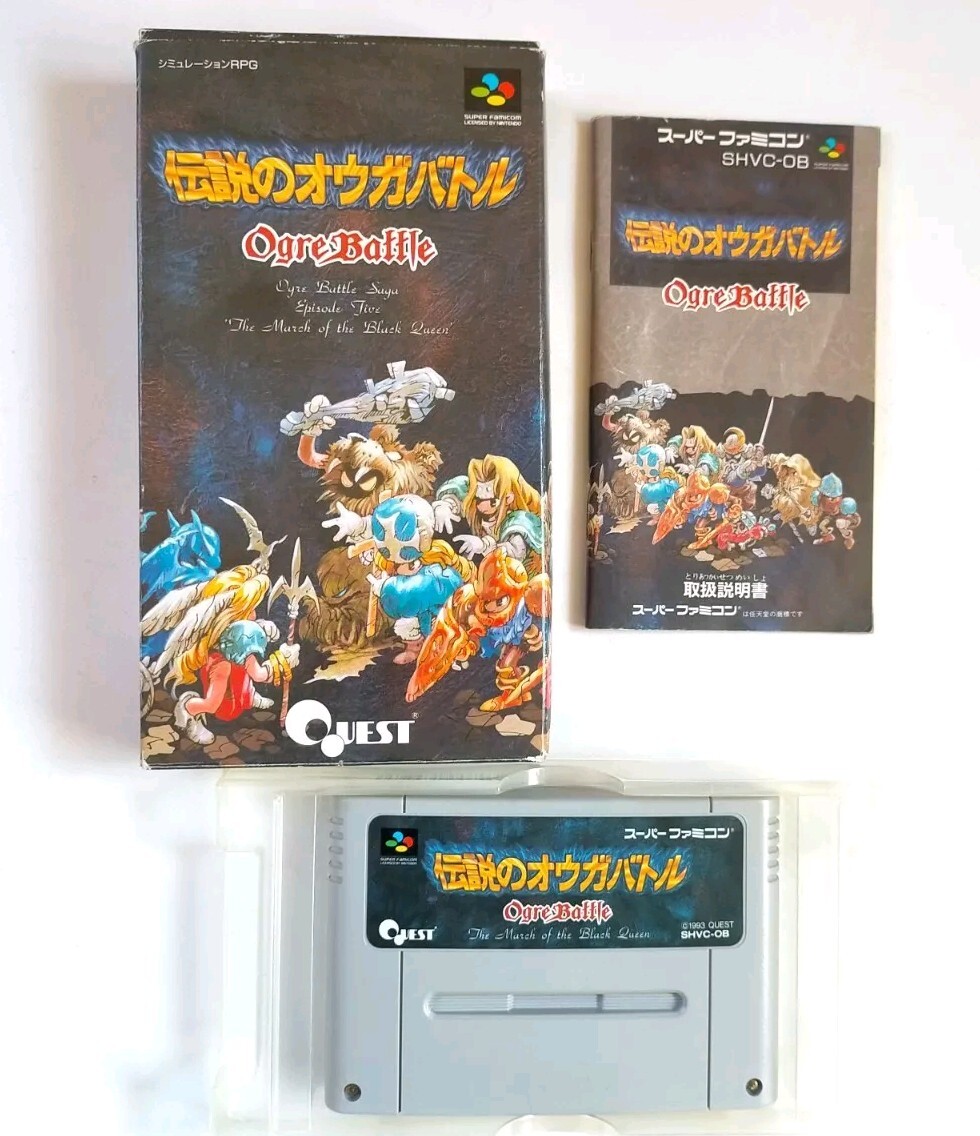 シミュレーションRPG
SUPER FAMICOM
LICENSED BY NINTENDO
伝説のオウガバトル
Ogre Battle
Ogre Battle Saga
Episode Five
"The March of the Black Queen"
QUEST®
スーパーファミコン®
SHVC-OB
伝説のオウガバトル
Ogre Battle
とりあつかいせつめいしょ
取扱説明書
スーパーファミコン®は任天堂の商標です
スーパーファミコン®
SUPER FAMICOM
伝説のオウガバトル
Ogre Battle
QUEST®
"The March of the Black Queen
©1993 QUEST
SHVC-OB